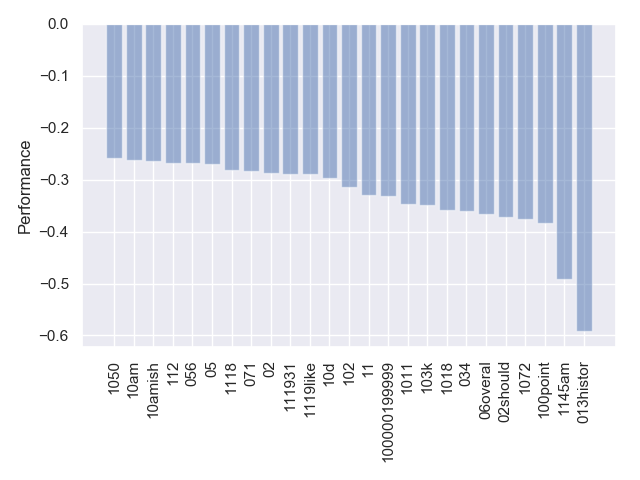 0.0
−0.1
−0.2
−0.3
−0.4
−0.5
−0.6
Performance
1050
10am
10amish
112
056
05
1118
071
02
111931
1119like
10d
102
11
100000199999
1011
103k
1018
034
06overal
02should
1072
100point
1145am
013histor